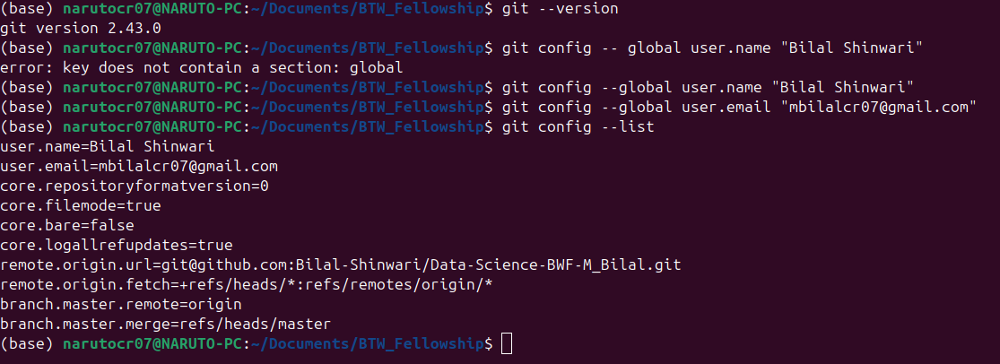 (base) narutocr07@NARUTO-PC:~/Documents/BTW_Fellowship$ git --version
git version 2.43.0
(base) narutocr07@NARUTO-PC:~/Documents/BTW_Fellowship$ git config -- global user.name "Bilal Shinwari"
error: key does not contain a section: global
(base) narutocr07@NARUTO-PC:~/Documents/BTW_Fellowship$ git config --global user.name "Bilal Shinwari"
(base) narutocr07@NARUTO-PC:~/Documents/BTW_Fellowship$ git config --global user.email "mbilalcr07@gmail.com"
(base) narutocr07@NARUTO-PC:~/Documents/BTW_Fellowship$ git config --list
user.name=Bilal Shinwari
user.email=mbilalcr07@gmail.com
core.repositoryformatversion=0
core.filemode=true
core.bare=false
core.logallrefupdates=true
remote.origin.url=git@github.com:Bilal-Shinwari/Data-Science-BWF-M_Bilal.git
remote.origin.fetch=+refs/heads/*:refs/remotes/origin/*
branch.master.remote=origin
branch.master.merge=refs/heads/master
(base) narutocr07@NARUTO-PC:~/Documents/BTW_Fellowship$